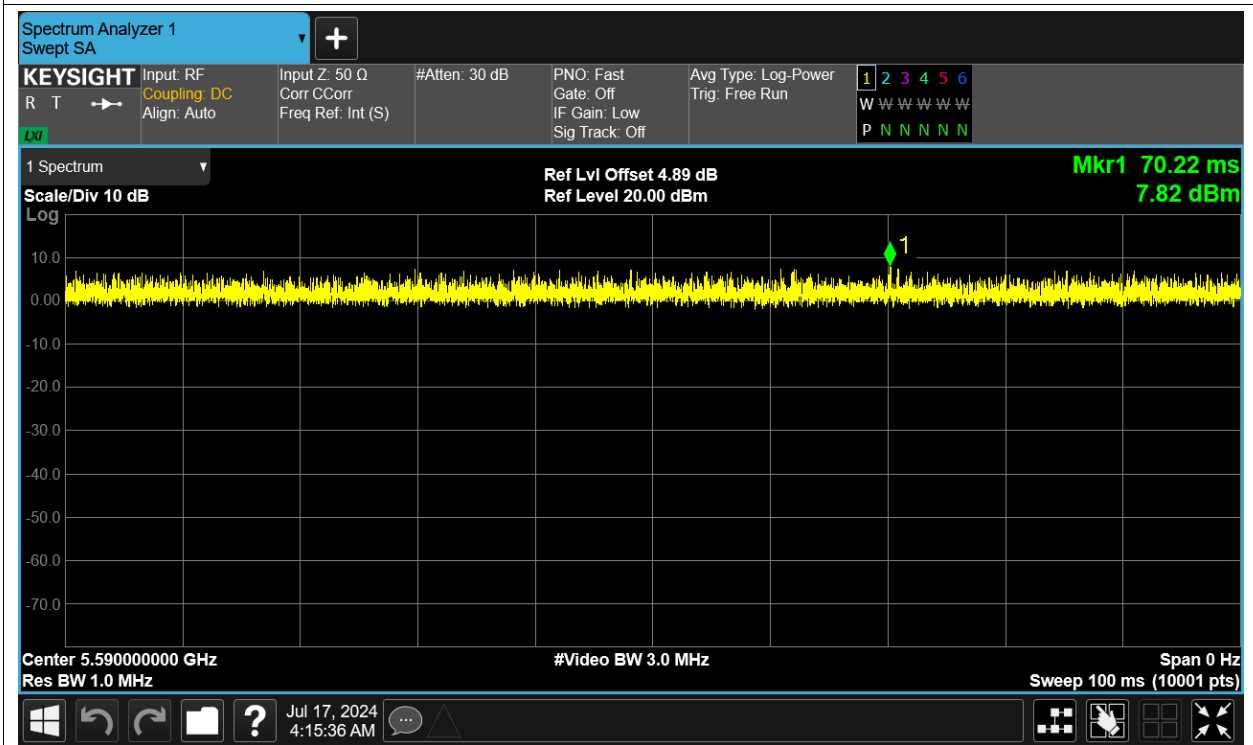 Spectrum Analyzer 1
Swept SA
+
KEYSIGHT
R T
LXI
Input: RF
Coupling: DC
Align: Auto
Input Z: 50 Ω
Corr CCorr
Freq Ref: Int (S)
#Atten: 30 dB
PNO: Fast
Gate: Off
IF Gain: Low
Sig Track: Off
Avg Type: Log-Power
Trig: Free Run
1 2 3 4 5 6
W W W W W W
P N N N N N
1 Spectrum
Scale/Div 10 dB
Ref Lvl Offset 4.89 dB
Ref Level 20.00 dBm
Mkr1 70.22 ms
7.82 dBm
Log
1
10.0
0.00
-10.0
-20.0
-30.0
-40.0
-50.0
-60.0
-70.0
Center 5.590000000 GHz
Res BW 1.0 MHz
#Video BW 3.0 MHz
Span 0 Hz
Sweep 100 ms (10001 pts)
?
Jul 17, 2024
4:15:36 AM